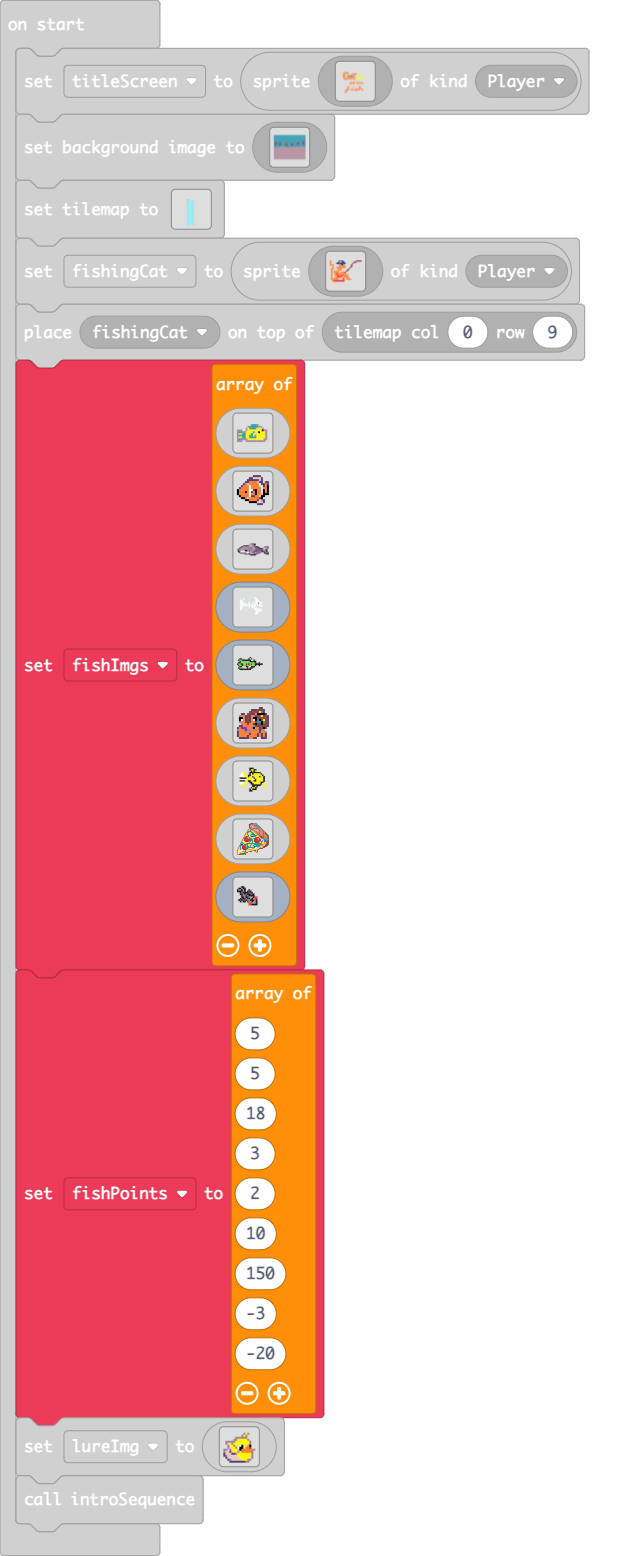 on start
set titleScreen to sprite of kind Player
set background image to
set tilemap to
set fishingCat to sprite of kind Player
place fishingCat on top of tilemap col 0 row 9
array of
set fishImgs to
array of
5
5
18
3
set fishPoints to 2
10
150
-3
-20
set lureImg to
call introSequence